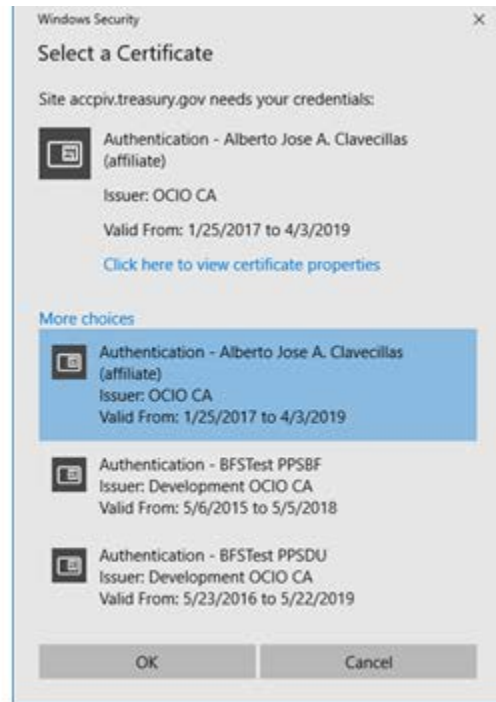 Windows Security
Select a Certificate
Site accpiv.treasury.gov needs your credentials:
Authentication - Alberto Jose A. Clavecillas
(affiliate)
Issuer: OCIO CA
Valid From: 1/25/2017 to 4/3/2019
Click here to view certificate properties
More choices
Authentication - Alberto Jose A. Clavecillas
(affiliate)
Issuer: OCIO CA
Valid From: 1/25/2017 to 4/3/2019
Authentication - BFSTest PPSBF
Issuer: Development OCIO CA
Valid From: 5/6/2015 to 5/5/2018
Authentication - BFSTest PPSDU
Issuer: Development OCIO CA
Valid From: 5/23/2016 to 5/22/2019
OK
Cancel